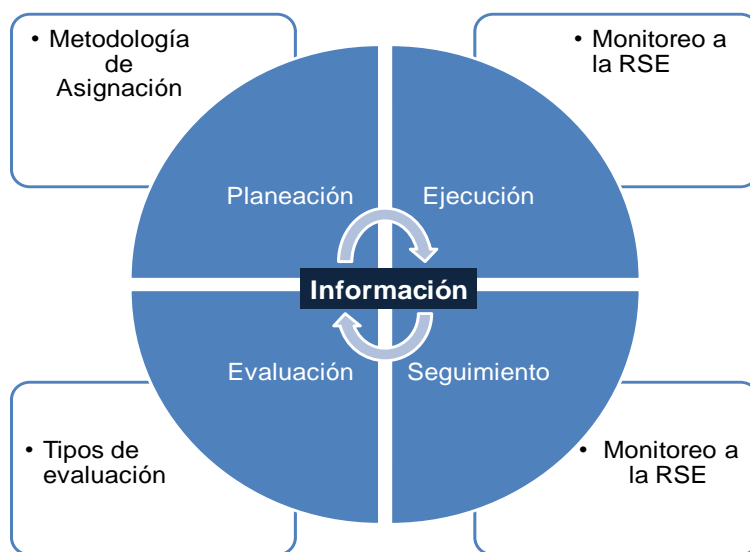 • Metodología
de
Asignación
• Monitoreo a
la RSE
Planeación
Ejecución
Información
Evaluación
Seguimiento
• Tipos de
evaluación
• Monitoreo a
la RSE